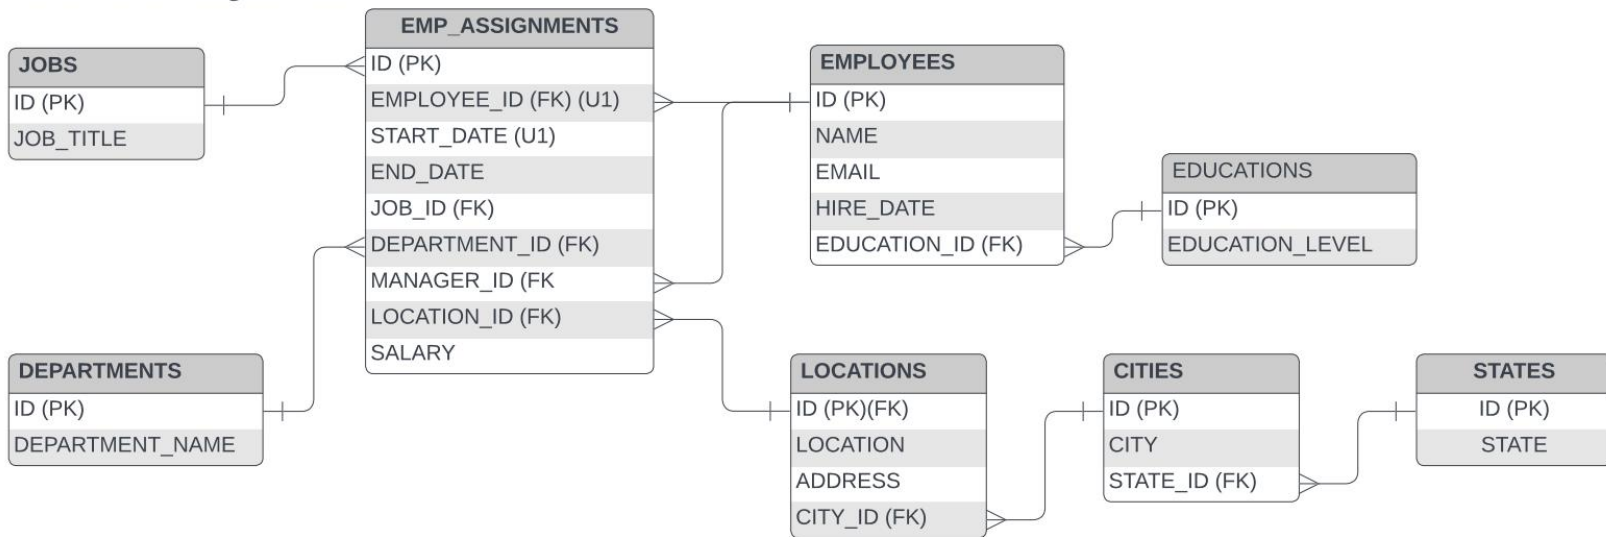 EMP_ASSIGNMENTS
ID (PK)
EMPLOYEE_ID (FK) (U1)
START_DATE (U1)
END_DATE
JOB_ID (FK)
DEPARTMENT_ID (FK)
MANAGER_ID (FK
LOCATION_ID (FK)
SALARY
JOBS
ID (PK)
JOB_TITLE
EMPLOYEES
ID (PK)
NAME
EMAIL
HIRE_DATE
EDUCATION_ID (FK)
EDUCATIONS
ID (PK)
EDUCATION_LEVEL
DEPARTMENTS
ID (PK)
DEPARTMENT_NAME
LOCATIONS
ID (PK)(FK)
LOCATION
ADDRESS
CITY_ID (FK)
CITIES
ID (PK)
CITY
STATE_ID (FK)
STATES
ID (PK)
STATE